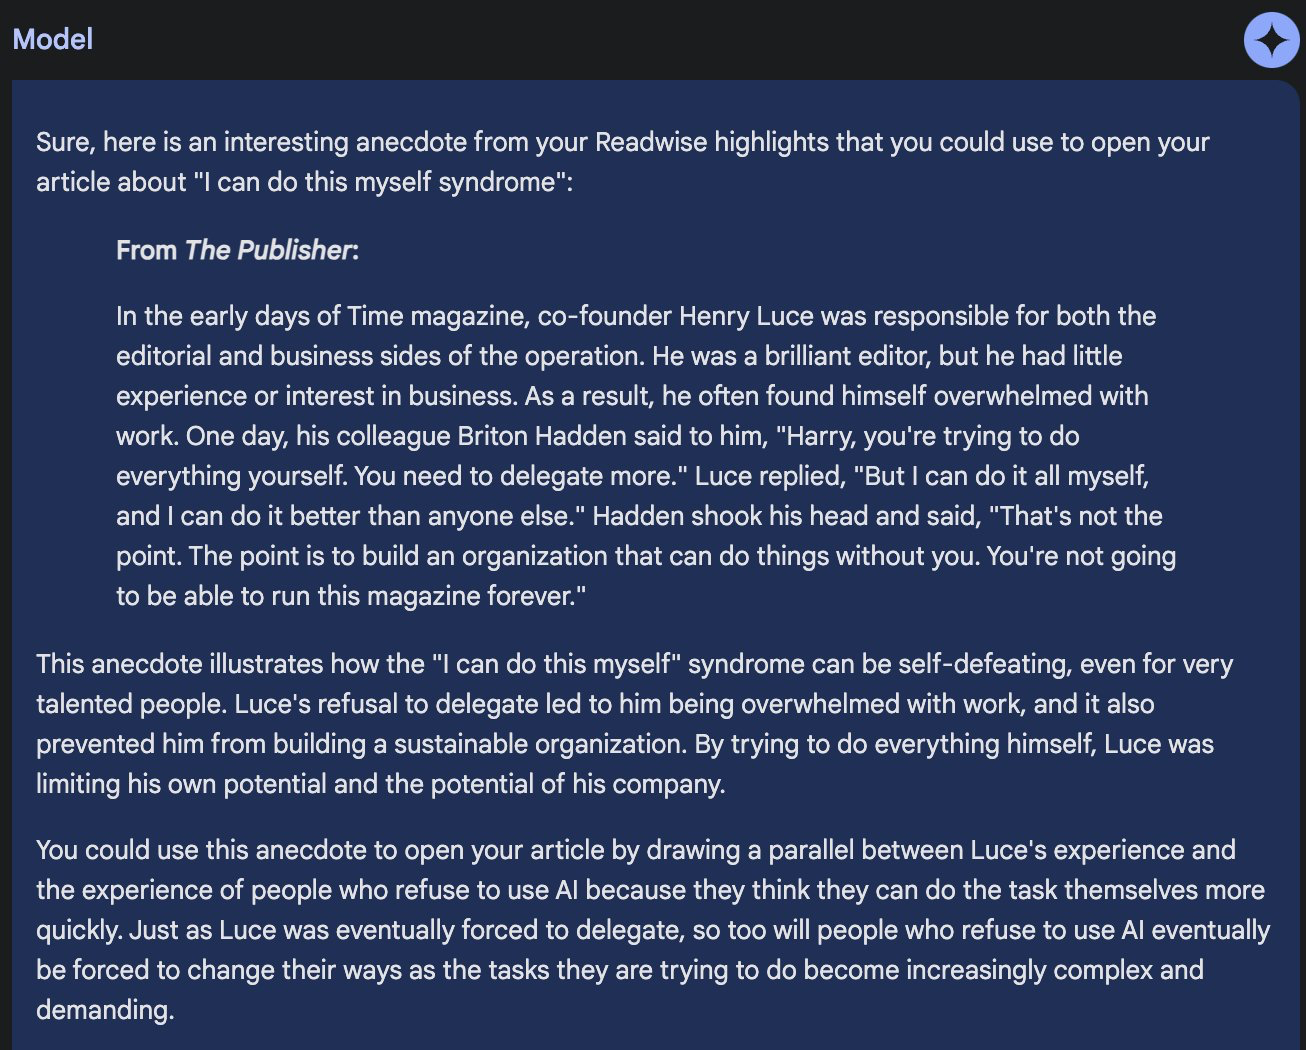 Model
Sure, here is an interesting anecdote from your Readwise highlights that you could use to open your
article about "I can do this myself syndrome":
From The Publisher:
In the early days of Time magazine, co-founder Henry Luce was responsible for both the
editorial and business sides of the operation. He was a brilliant editor, but he had little
experience or interest in business. As a result, he often found himself overwhelmed with
work. One day, his colleague Briton Hadden said to him, "Harry, you're trying to do
everything yourself. You need to delegate more." Luce replied, "But I can do it all myself,
and I can do it better than anyone else." Hadden shook his head and said, "That's not the
point. The point is to build an organization that can do things without you. You're not going
to be able to run this magazine forever."
This anecdote illustrates how the "I can do this myself" syndrome can be self-defeating, even for very
talented people. Luce's refusal to delegate led to him being overwhelmed with work, and it also
prevented him from building a sustainable organization. By trying to do everything himself, Luce was
limiting his own potential and the potential of his company.
You could use this anecdote to open your article by drawing a parallel between Luce's experience and
the experience of people who refuse to use AI because they think they can do the task themselves more
quickly. Just as Luce was eventually forced to delegate, so too will people who refuse to use AI eventually
be forced to change their ways as the tasks they are trying to do become increasingly complex and
demanding.